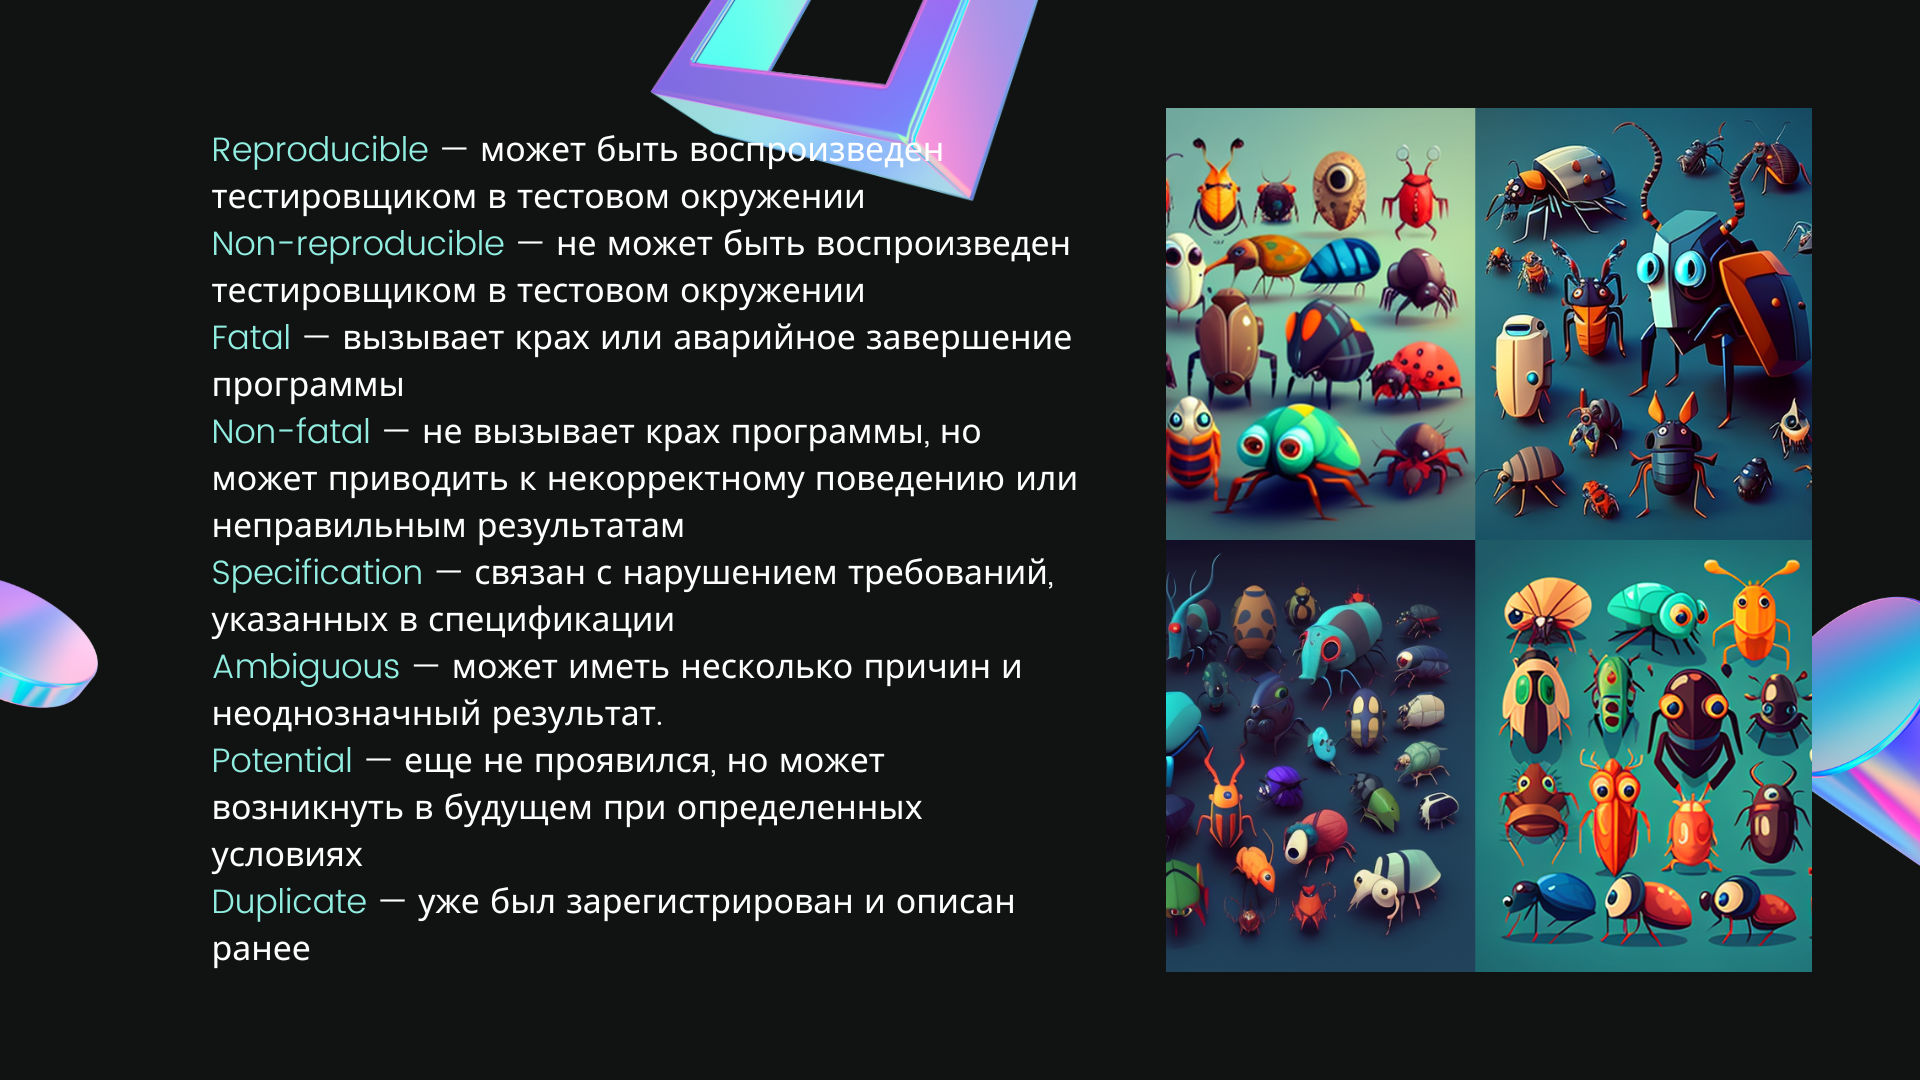 Reproducible — может быть воспроизведен
тестировщиком в тестовом окружении
Non-reproducible — не может быть воспроизведен
тестировщиком в тестовом окружении
Fatal — вызывает крах или аварийное завершение
программы
Non-fatal — не вызывает крах программы, но
может приводить к некорректному поведению или
неправильным результатам
Specification — связан с нарушением требований,
указанных в спецификации
Ambiguous — может иметь несколько причин и
неоднозначный результат.
Potential — еще не проявился, но может
возникнуть в будущем при определенных
условиях
Duplicate — уже был зарегистрирован и описан
ранее